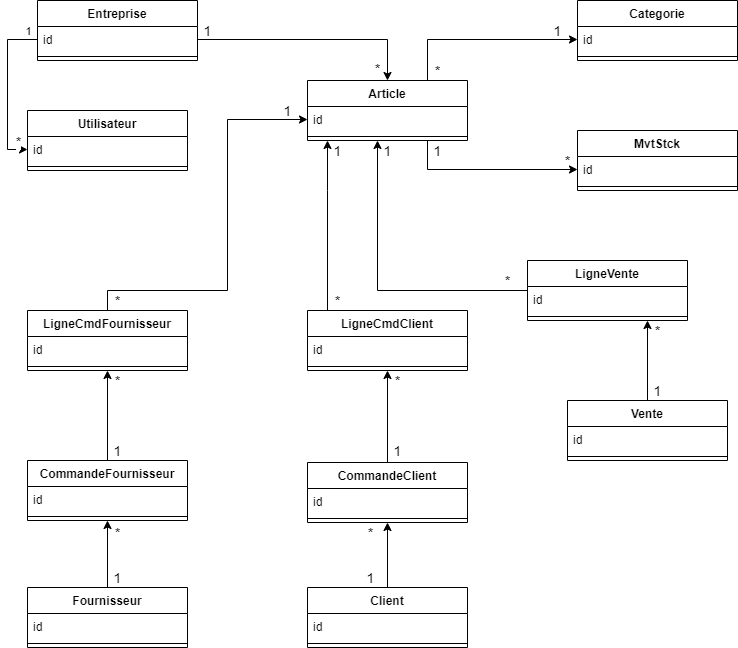 Entreprise
id
1
1
*
*
Utilisateur
id
Categorie
id
1
*
Article
id
1
1
1
1
MvtStck
id
*
LigneVente
id
*
*
1
Vente
id
LigneCmdFournisseur
id
*
*
1
LigneCmdClient
id
*
*
1
CommandeFournisseur
id
*
1
CommandeClient
id
*
1
Fournisseur
id
Client
id